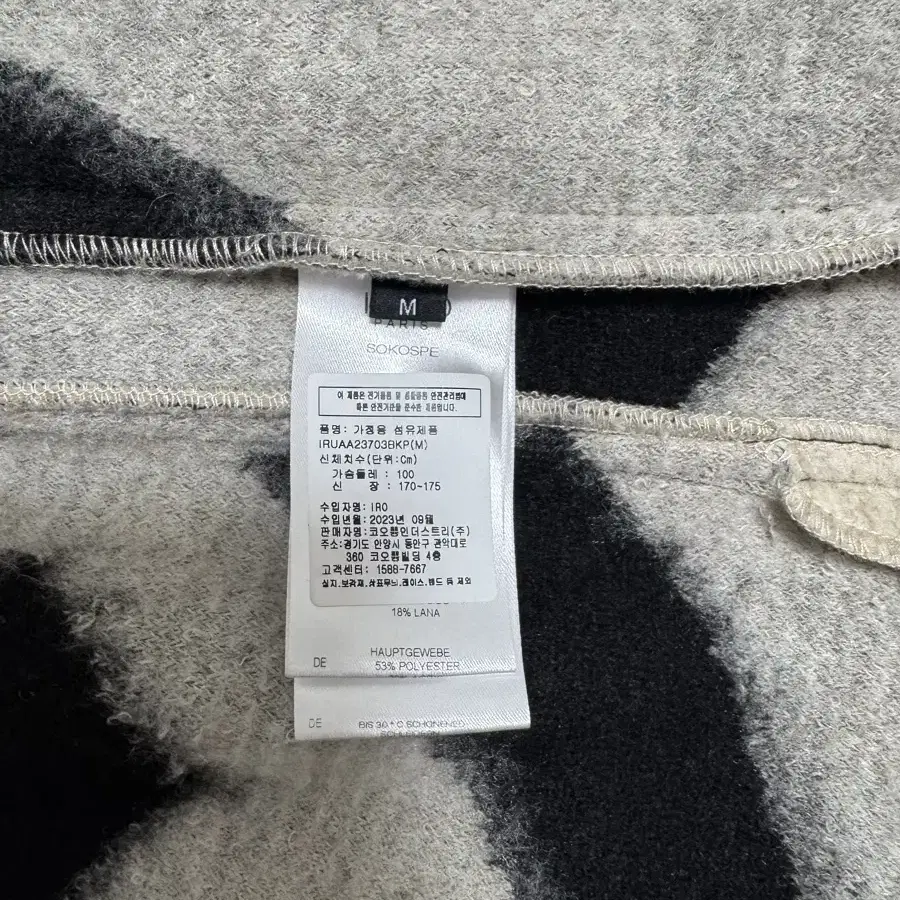 M
PARIS
SOKOSPE
이 제품은 전기용품 및 생활용품 안전관리법에
따른 안전기준을 준수한 제품입니다.
품명: 가정용 섬유제품
IRUAA23703BKP(M)
신체치수(단위:Cm)
가슴둘레 : 100
신 장 : 170~175
수입자명: IRO
수입년월: 2023년 09월
판매자명:코오롱인더스트리(주)
주소:경기도 안양시 동안구 관악대로
360 코오롱빌딩 4층
고객센터: 1588-7667
심지.보강재.상표무늬.레이스.밴드 등 제외
18% LANA
HAUPTGEWEBE
DE 53% POLYESTER
DE BIS 30° C SCHONENED